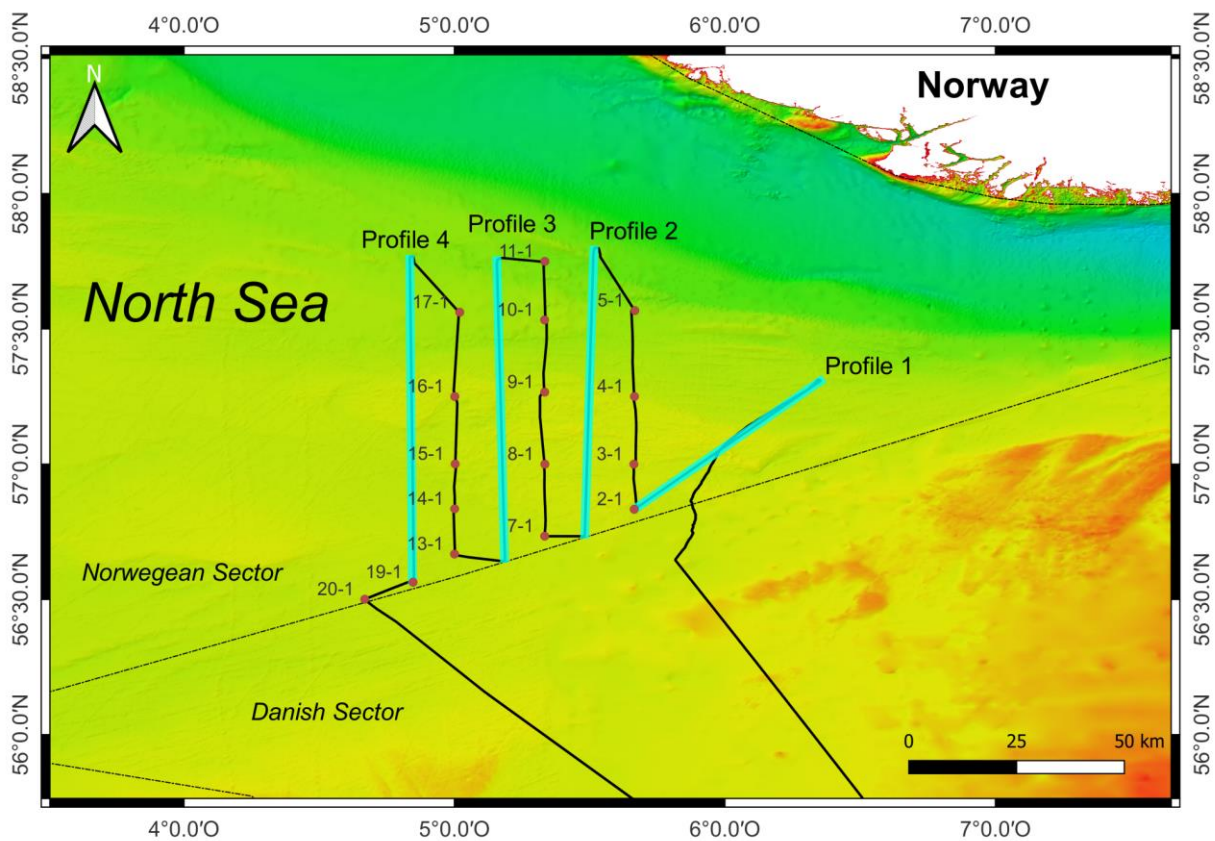 4°0.0'O 5°0.0'O 6°0.0'O 7°0.0'O
58°30.0'N 58°30.0'N
N
Norway
58°0.0'N 58°0.0'N
Profile 4 Profile 3 Profile 2
11-1
North Sea
17-1 10-1 5-1
57°30.0'N 57°30.0'N
Profile 1
16-1 9-1 4-1
15-1 8-1 3-1
57°0.0'N 57°0.0'N
14-1 2-1
13-1 7-1
Norwegean Sector 19-1
20-1
56°30.0'N 56°30.0'N
Danish Sector
56°0.0'N 56°0.0'N
0 25 50 km
4°0.0'O 5°0.0'O 6°0.0'O 7°0.0'O